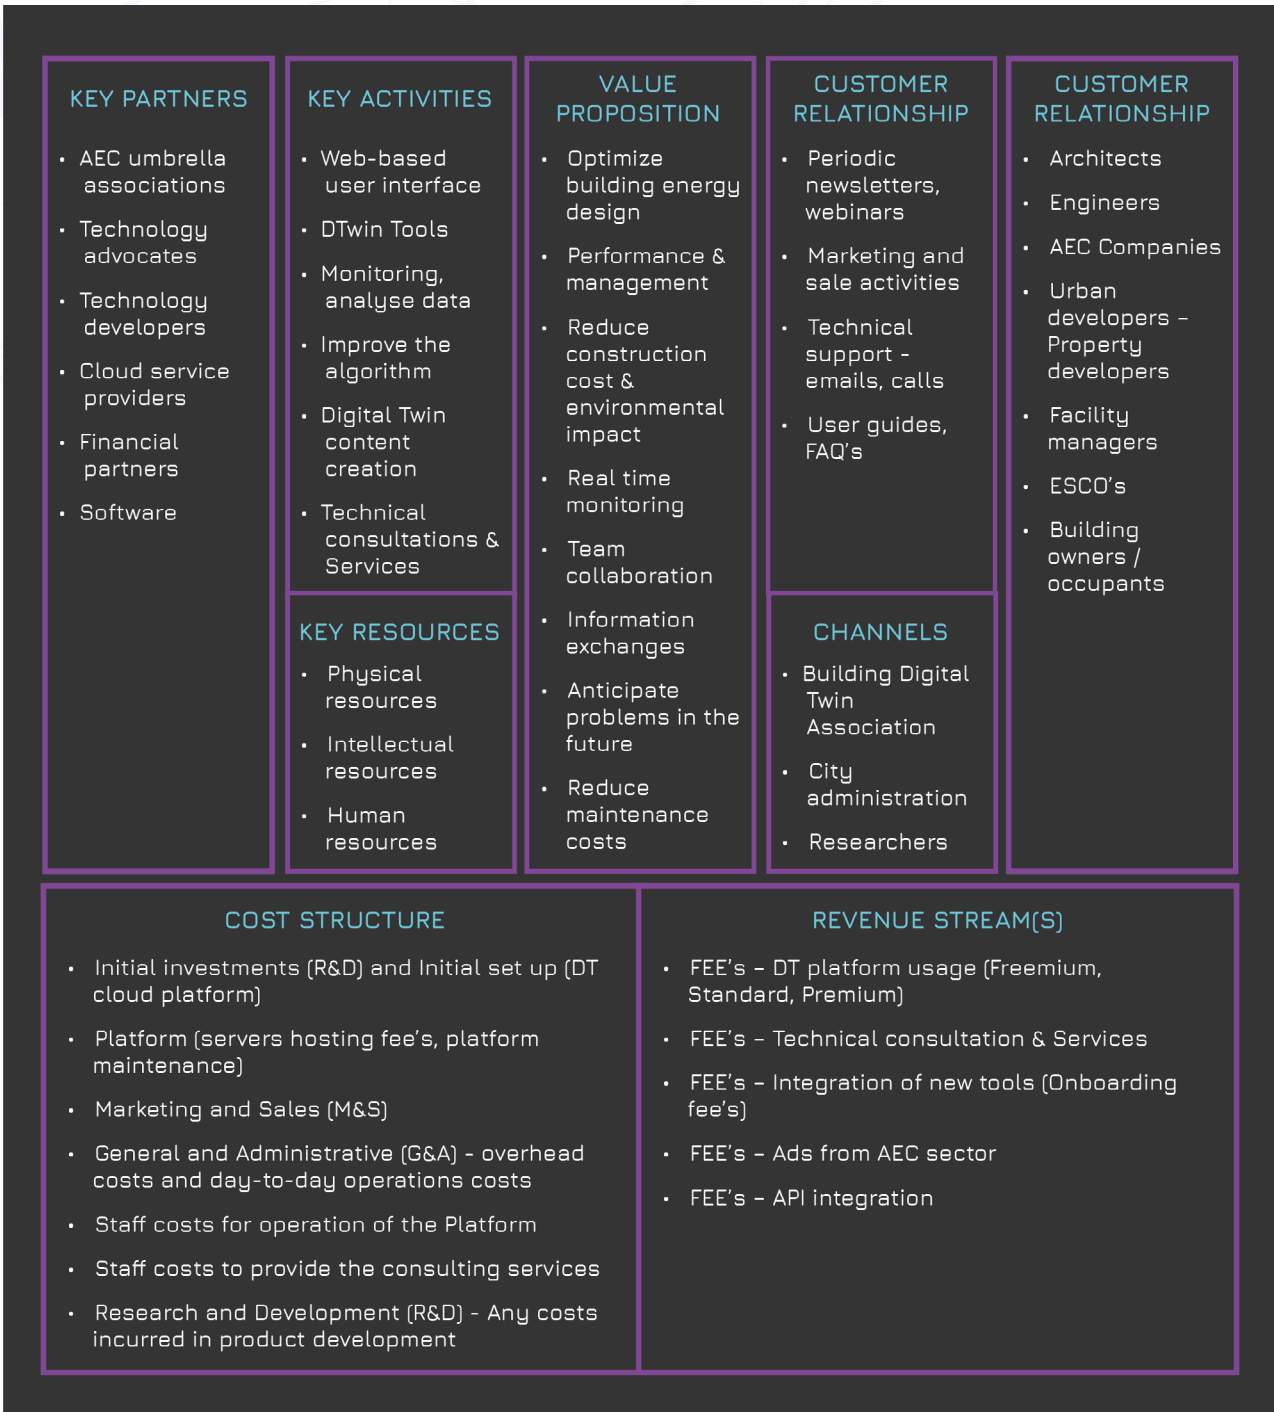 KEY PARTNERS
• AEC umbrella
associations
• Technology
advocates
• Technology
developers
• Cloud service
providers
• Financial
partners
• Software
KEY ACTIVITIES
• Web-based
user interface
• DTwin Tools
• Monitoring,
analyse data
• Improve the
algorithm
• Digital Twin
content
creation
• Technical
consultations &
Services
KEY RESOURCES
• Physical
resources
• Intellectual
resources
• Human
resources
VALUE
PROPOSITION
• Optimize
building energy
design
• Performance &
management
• Reduce
construction
cost &
environmental
impact
• Real time
monitoring
• Team
collaboration
• Information
exchanges
• Anticipate
problems in the
future
• Reduce
maintenance
costs
CUSTOMER
RELATIONSHIP
• Periodic
newsletters,
webinars
• Marketing and
sale activities
• Technical
support -
emails, calls
• User guides,
FAQ's
CHANNELS
• Building Digital
Twin
Association
• City
administration
• Researchers
CUSTOMER
RELATIONSHIP
• Architects
• Engineers
• AEC Companies
• Urban
developers –
Property
developers
• Facility
managers
• ESCO's
• Building
owners /
occupants
COST STRUCTURE
• Initial investments (R&D) and Initial set up (DT
cloud platform)
• Platform (servers hosting fee's, platform
maintenance)
• Marketing and Sales (M&S)
• General and Administrative (G&A) - overhead
costs and day-to-day operations costs
• Staff costs for operation of the Platform
• Staff costs to provide the consulting services
• Research and Development (R&D) - Any costs
incurred in product development
REVENUE STREAM(S)
• FEE's – DT platform usage (Freemium,
Standard, Premium)
• FEE's – Technical consultation & Services
• FEE's – Integration of new tools (Onboarding
fee's)
• FEE's – Ads from AEC sector
• FEE's – API integration